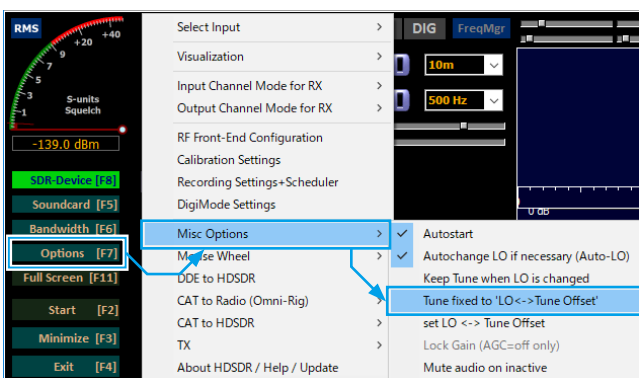 RMS
+20
+40
9
7
5
3
1
S-units
Squelch
-139.0 dBm
SDR-Device [F8]
Soundcard [F5]
Bandwidth [F6]
Options [F7]
Full Screen [F11]
Start [F2]
Minimize [F3]
Exit [F4]
Select Input >
Visualization >
Input Channel Mode for RX >
Output Channel Mode for RX >
RF Front-End Configuration
Calibration Settings
Recording Settings+Scheduler
DigiMode Settings
Misc Options >
Mouse Wheel >
DDE to HDSDR
CAT to Radio (Omni-Rig) >
CAT to HDSDR >
TX >
About HDSDR / Help / Update
DIG FreqMgr
10m
500 Hz
0 dB
Autostart
Autochange LO if necessary (Auto-LO)
Keep Tune when LO is changed
Tune fixed to 'LO<->Tune Offset'
set LO <-> Tune Offset
Lock Gain (AGC=off only)
Mute audio on inactive